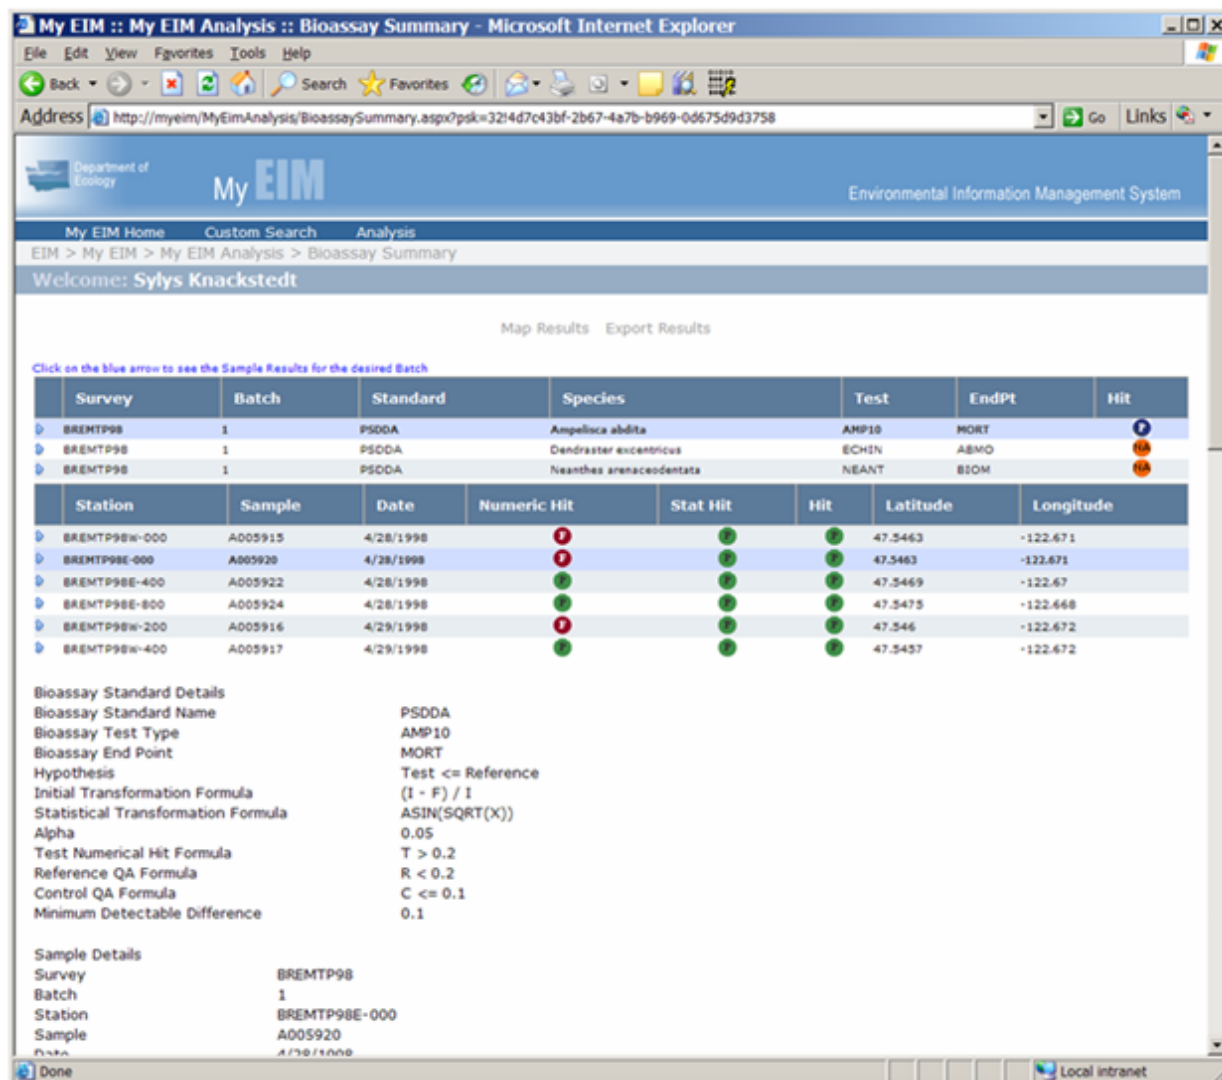 My EIM :: My EIM Analysis :: Bioassay Summary - Microsoft Internet Explorer
File Edit View Favorites Tools Help
Back Search Favorites
Address http://myeim/MyEimAnalysis/BioassaySummary.aspx?psk=32!4d7c43bf-2b67-4a7b-b969-0d675d9d3758 Go Links
Department of
Ecology
My EIM
Environmental Information Management System
My EIM Home Custom Search Analysis
EIM > My EIM > My EIM Analysis > Bioassay Summary
Welcome: Sylys Knackstedt
Map Results Export Results
Click on the blue arrow to see the Sample Results for the desired Batch
Survey Batch Standard Species Test EndPt Hit
BREMTP98 1 PSDDA Ampelisca abdita AMP10 MORT P
BREMTP98 1 PSDDA Dendraster excentricus ECHIN ABMO NA
BREMTP98 1 PSDDA Neanthes arenaceodentata NEANT BIOM NA
Station Sample Date Numeric Hit Stat Hit Hit Latitude Longitude
BREMTP98W-000 A005915 4/28/1998 F P P 47.5463 -122.671
BREMTP98E-000 A005920 4/28/1998 F P P 47.5463 -122.671
BREMTP98E-400 A005922 4/28/1998 P P P 47.5469 -122.67
BREMTP98E-800 A005924 4/28/1998 P P P 47.5475 -122.668
BREMTP98W-200 A005916 4/29/1998 F P P 47.546 -122.672
BREMTP98W-400 A005917 4/29/1998 P P P 47.5457 -122.672
Bioassay Standard Details
Bioassay Standard Name PSDDA
Bioassay Test Type AMP10
Bioassay End Point MORT
Hypothesis Test <= Reference
Initial Transformation Formula (I - F) / I
Statistical Transformation Formula ASIN(SQRT(X))
Alpha 0.05
Test Numerical Hit Formula T > 0.2
Reference QA Formula R < 0.2
Control QA Formula C <= 0.1
Minimum Detectable Difference 0.1
Sample Details
Survey BREMTP98
Batch 1
Station BREMTP98E-000
Sample A005920
Date 4/28/1998
Done Local intranet